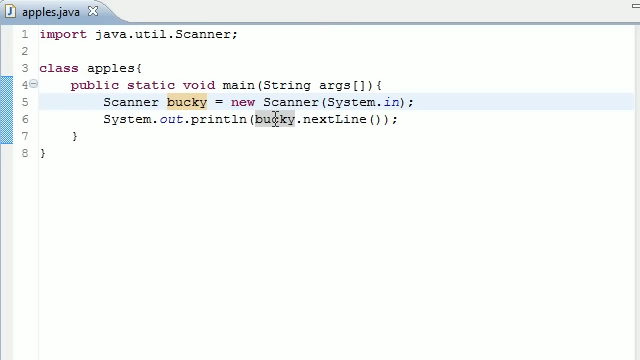 apples.java
1 import java.util.Scanner;
2
3 class apples{
4 public static void main(String args[]){
5 Scanner bucky = new Scanner(System.in);
6 System.out.println(bucky.nextLine());
7 }
8 }